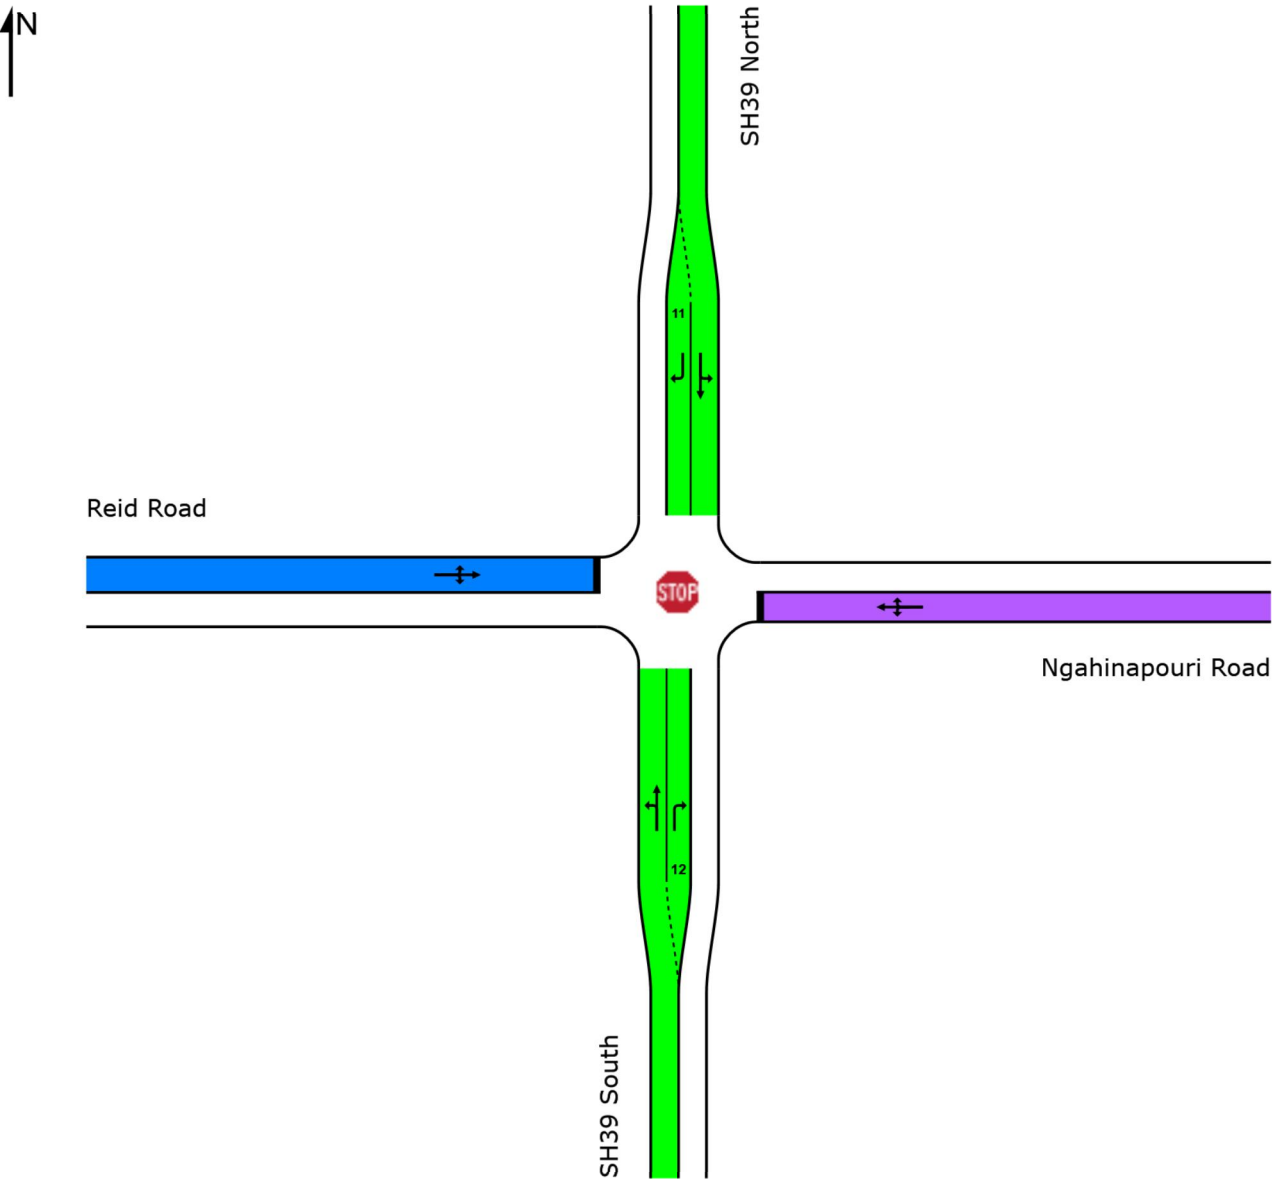 N
SH39 North
11
Reid Road
STOP
Ngahinapouri Road
12
SH39 South